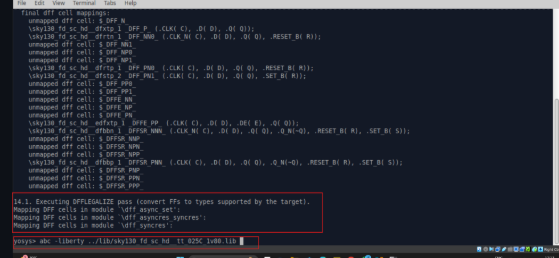 File Edit View Terminal Tabs Help
final dff cell mappings:
unmapped dff cell: $_DFF_N_
\sky130_fd_sc_hd__dfxtp_1 _DFF_P_ (.CLK( C), .D( D), .Q( Q));
\sky130_fd_sc_hd__dfrtn_1 _DFF_NN0_ (.CLK_N( C), .D( D), .Q( Q), .RESET_B( R));
unmapped dff cell: $_DFF_NN1_
unmapped dff cell: $_DFF_NP0_
unmapped dff cell: $_DFF_NP1_
\sky130_fd_sc_hd__dfrtp_1 _DFF_PN0_ (.CLK( C), .D( D), .Q( Q), .RESET_B( R));
\sky130_fd_sc_hd__dfstp_2 _DFF_PN1_ (.CLK( C), .D( D), .Q( Q), .SET_B( R));
unmapped dff cell: $_DFF_PP0_
unmapped dff cell: $_DFF_PP1_
unmapped dff cell: $_DFFE_NN_
unmapped dff cell: $_DFFE_NP_
unmapped dff cell: $_DFFE_PN_
\sky130_fd_sc_hd__edfxtp_1 _DFFE_PP_ (.CLK( C), .D( D), .DE( E), .Q( Q));
\sky130_fd_sc_hd__dfbbn_1 _DFFSR_NNN_ (.CLK_N( C), .D( D), .Q( Q), .Q_N(~Q), .RESET_B( R), .SET_B( S));
unmapped dff cell: $_DFFSR_NNP_
unmapped dff cell: $_DFFSR_NPN_
unmapped dff cell: $_DFFSR_NPP_
\sky130_fd_sc_hd__dfbbp_1 _DFFSR_PNN_ (.CLK( C), .D( D), .Q( Q), .Q_N(~Q), .RESET_B( R), .SET_B( S));
unmapped dff cell: $_DFFSR_PNP_
unmapped dff cell: $_DFFSR_PPN_
unmapped dff cell: $_DFFSR_PPP_
14.1. Executing DFFLEGALIZE pass (convert FFs to types supported by the target).
Mapping DFF cells in module `\dff_async_set':
Mapping DFF cells in module `\dff_asyncres_syncres':
Mapping DFF cells in module `\dff_syncres':
yosys> abc -liberty ../lib/sky130_fd_sc_hd__tt_025C_1v80.lib